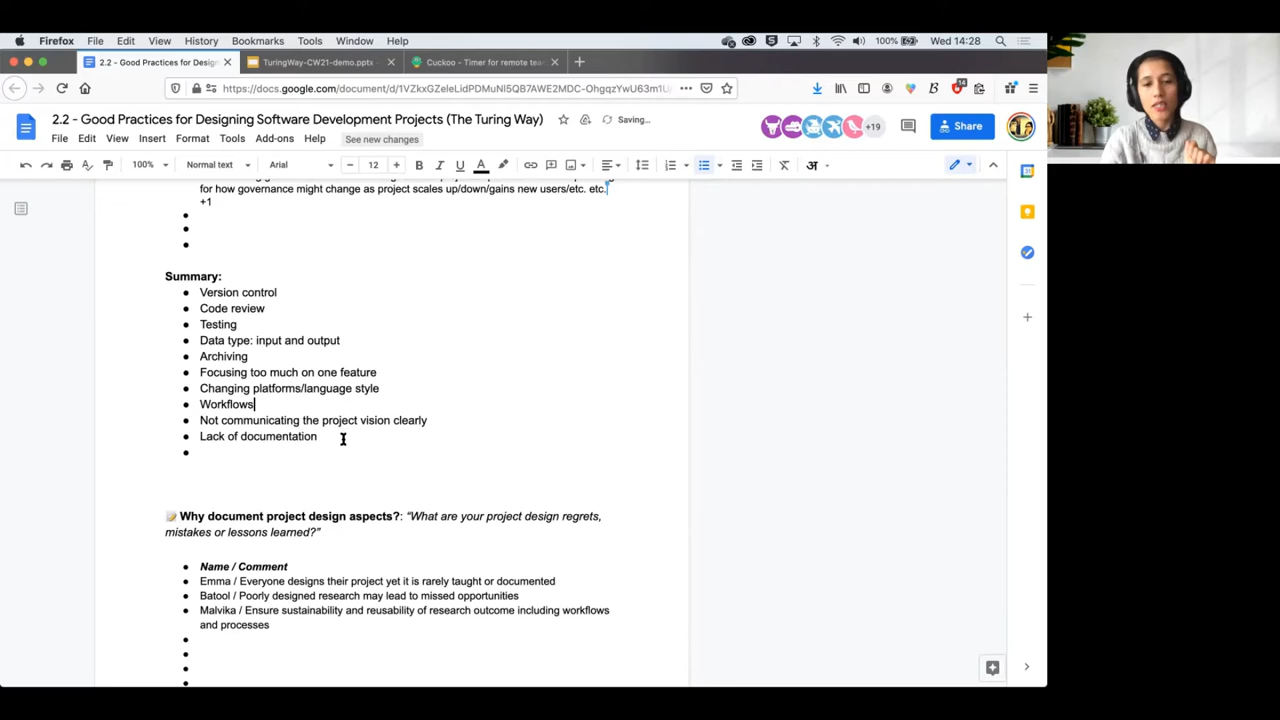 Firefox File Edit View History Bookmarks Tools Window Help 100% Wed 14:28
2.2 - Good Practices for Desig TuringWay-CW21-demo.pptx Cuckoo - Timer for remote tea
https://docs.google.com/document/d/1VZkxGZeleLidPDMuNI5QB7AWE2MDC-OhgqzYwU63m1U
2.2 - Good Practices for Designing Software Development Projects (The Turing Way) Saving...
File Edit View Insert Format Tools Add-ons Help See new changes +19 Share
100% Normal text Arial 12
for how governance might change as project scales up/down/gains new users/etc. etc.
+1
Summary:
Version control
Code review
Testing
Data type: input and output
Archiving
Focusing too much on one feature
Changing platforms/language style
Workflows
Not communicating the project vision clearly
Lack of documentation
Why document project design aspects?: “What are your project design regrets,
mistakes or lessons learned?”
Name / Comment
Emma / Everyone designs their project yet it is rarely taught or documented
Batool / Poorly designed research may lead to missed opportunities
Malvika / Ensure sustainability and reusability of research outcome including workflows
and processes